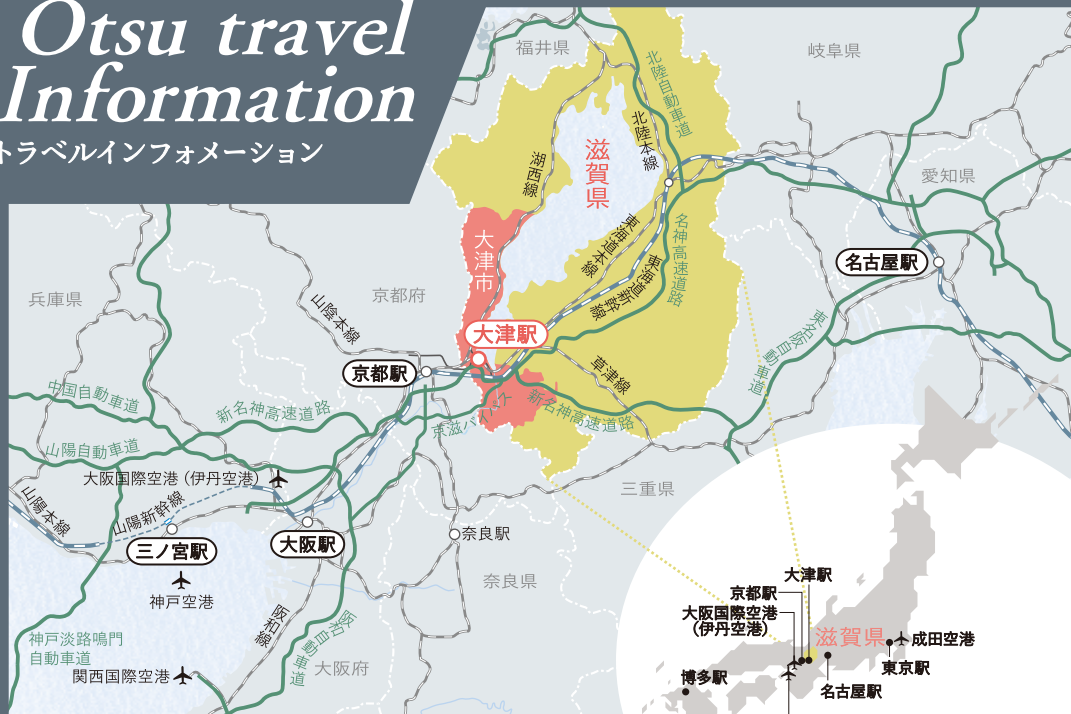 Otsu travel
Information
トラベルインフォメーション
福井県
岐阜県
北陸自動車道
北陸本線
湖西線
滋賀県
愛知県
大津市
東海道本線
東海道新幹線
名神高速道路
名古屋駅
兵庫県
京都府
山陰本線
大津駅
京都駅
草津線
東名阪自動車道
中国自動車道
新名神高速道路
京滋バイパス
新名神高速道路
山陽自動車道
大阪国際空港（伊丹空港）
山陽本線
山陽新幹線
三重県
三ノ宮駅
大阪駅
奈良駅
神戸空港
奈良県
阪和線
阪和自動車道
神戸淡路鳴門
自動車道
関西国際空港
大阪府
大津駅
京都駅
大阪国際空港
（伊丹空港）
滋賀県
成田空港
東京駅
博多駅
名古屋駅